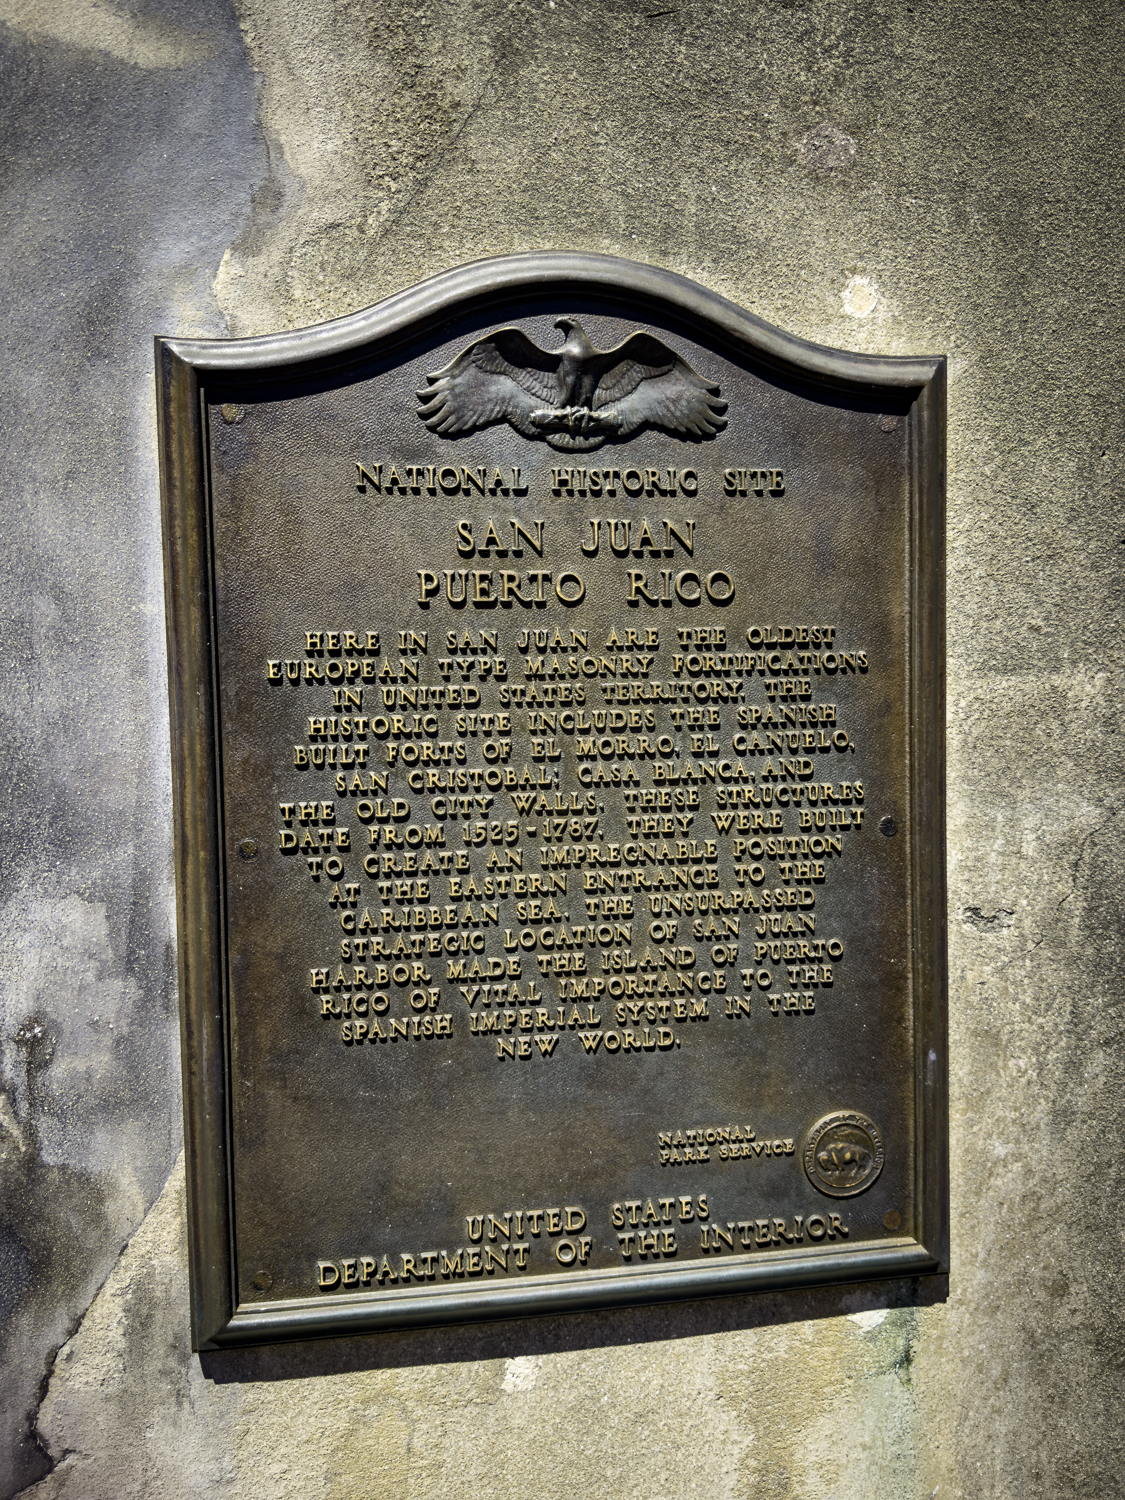 NATIONAL HISTORIC SITE
SAN JUAN
PUERTO RICO
HERE IN SAN JUAN ARE THE OLDEST
EUROPEAN TYPE MASONRY FORTIFICATIONS
IN UNITED STATES TERRITORY. THE
HISTORIC SITE INCLUDES THE SPANISH
BUILT FORTS OF EL MORRO, EL CANUELO,
SAN CRISTOBAL, CASA BLANCA, AND
THE OLD CITY WALLS. THESE STRUCTURES
DATE FROM 1525-1787. THEY WERE BUILT
TO CREATE AN IMPREGNABLE POSITION
AT THE EASTERN ENTRANCE TO THE
CARIBBEAN SEA. THE UNSURPASSED
STRATEGIC LOCATION OF SAN JUAN
HARBOR MADE THE ISLAND OF PUERTO
RICO OF VITAL IMPORTANCE TO THE
SPANISH IMPERIAL SYSTEM IN THE
NEW WORLD.
NATIONAL
PARK SERVICE
UNITED STATES
DEPARTMENT OF THE INTERIOR